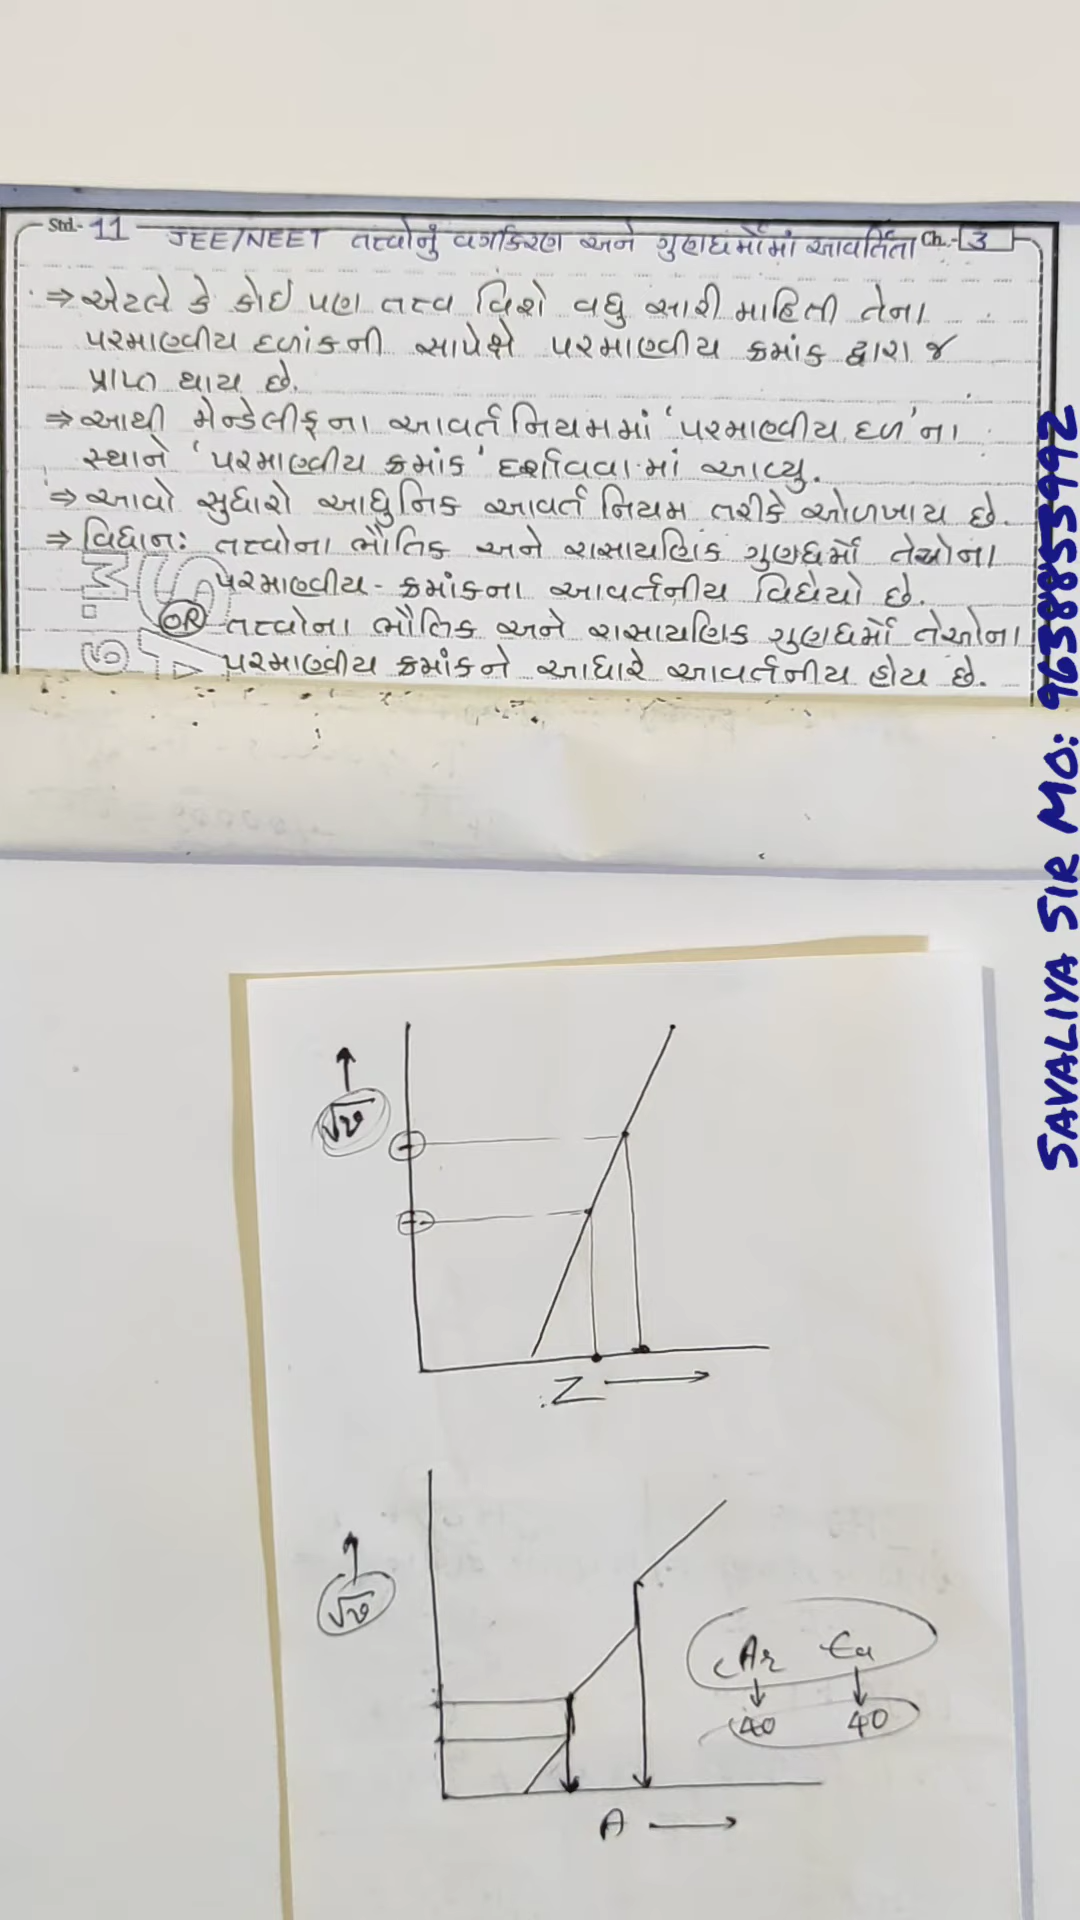 Std.- 11 JEE/NEET તત્ત્વોનું વર્ગીકરણ અને ગુણધર્મોમાં આવર્તિતા Ch.- 3
⇒ એટલે કે કોઈ પણ તત્ત્વ વિશે વધુ સારી માહિતી તેના
પરમાણ્વીય દળાંકની સાપેક્ષે પરમાણ્વીય ક્રમાંક દ્વારા જ
પ્રાપ્ત થાય છે.
⇒ આથી મેન્ડેલીફના આવર્ત નિયમમાં 'પરમાણ્વીય દળ'ના
સ્થાને 'પરમાણ્વીય ક્રમાંક' દર્શાવવામાં આવ્યુ.
⇒ આવો સુધારો આધુનિક આવર્ત નિયમ તરીકે ઓળખાય છે.
⇒ વિધાન: તત્ત્વોના ભૌતિક અને રાસાયણિક ગુણધર્મો તેઓના
પરમાણ્વીય-ક્રમાંકના આવર્તનીય વિધેયો છે.
OR તત્ત્વોના ભૌતિક અને રાસાયણિક ગુણધર્મો તેઓના
પરમાણ્વીય ક્રમાંકને આધારે આવર્તનીય હોય છે.
SAVALIYA SIR MO: 9638853992
√ν
Z
√ν
Ar Ca
40 40
A